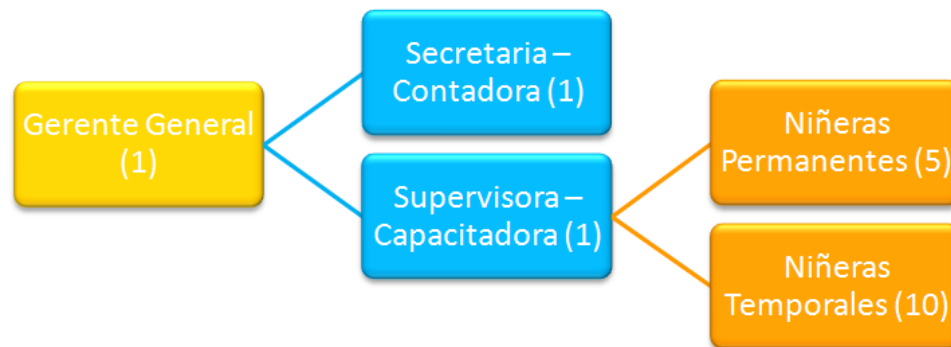 Gerente General
(1)
Secretaria –
Contadora (1)
Supervisora –
Capacitadora (1)
Niñeras
Permanentes (5)
Niñeras
Temporales (10)